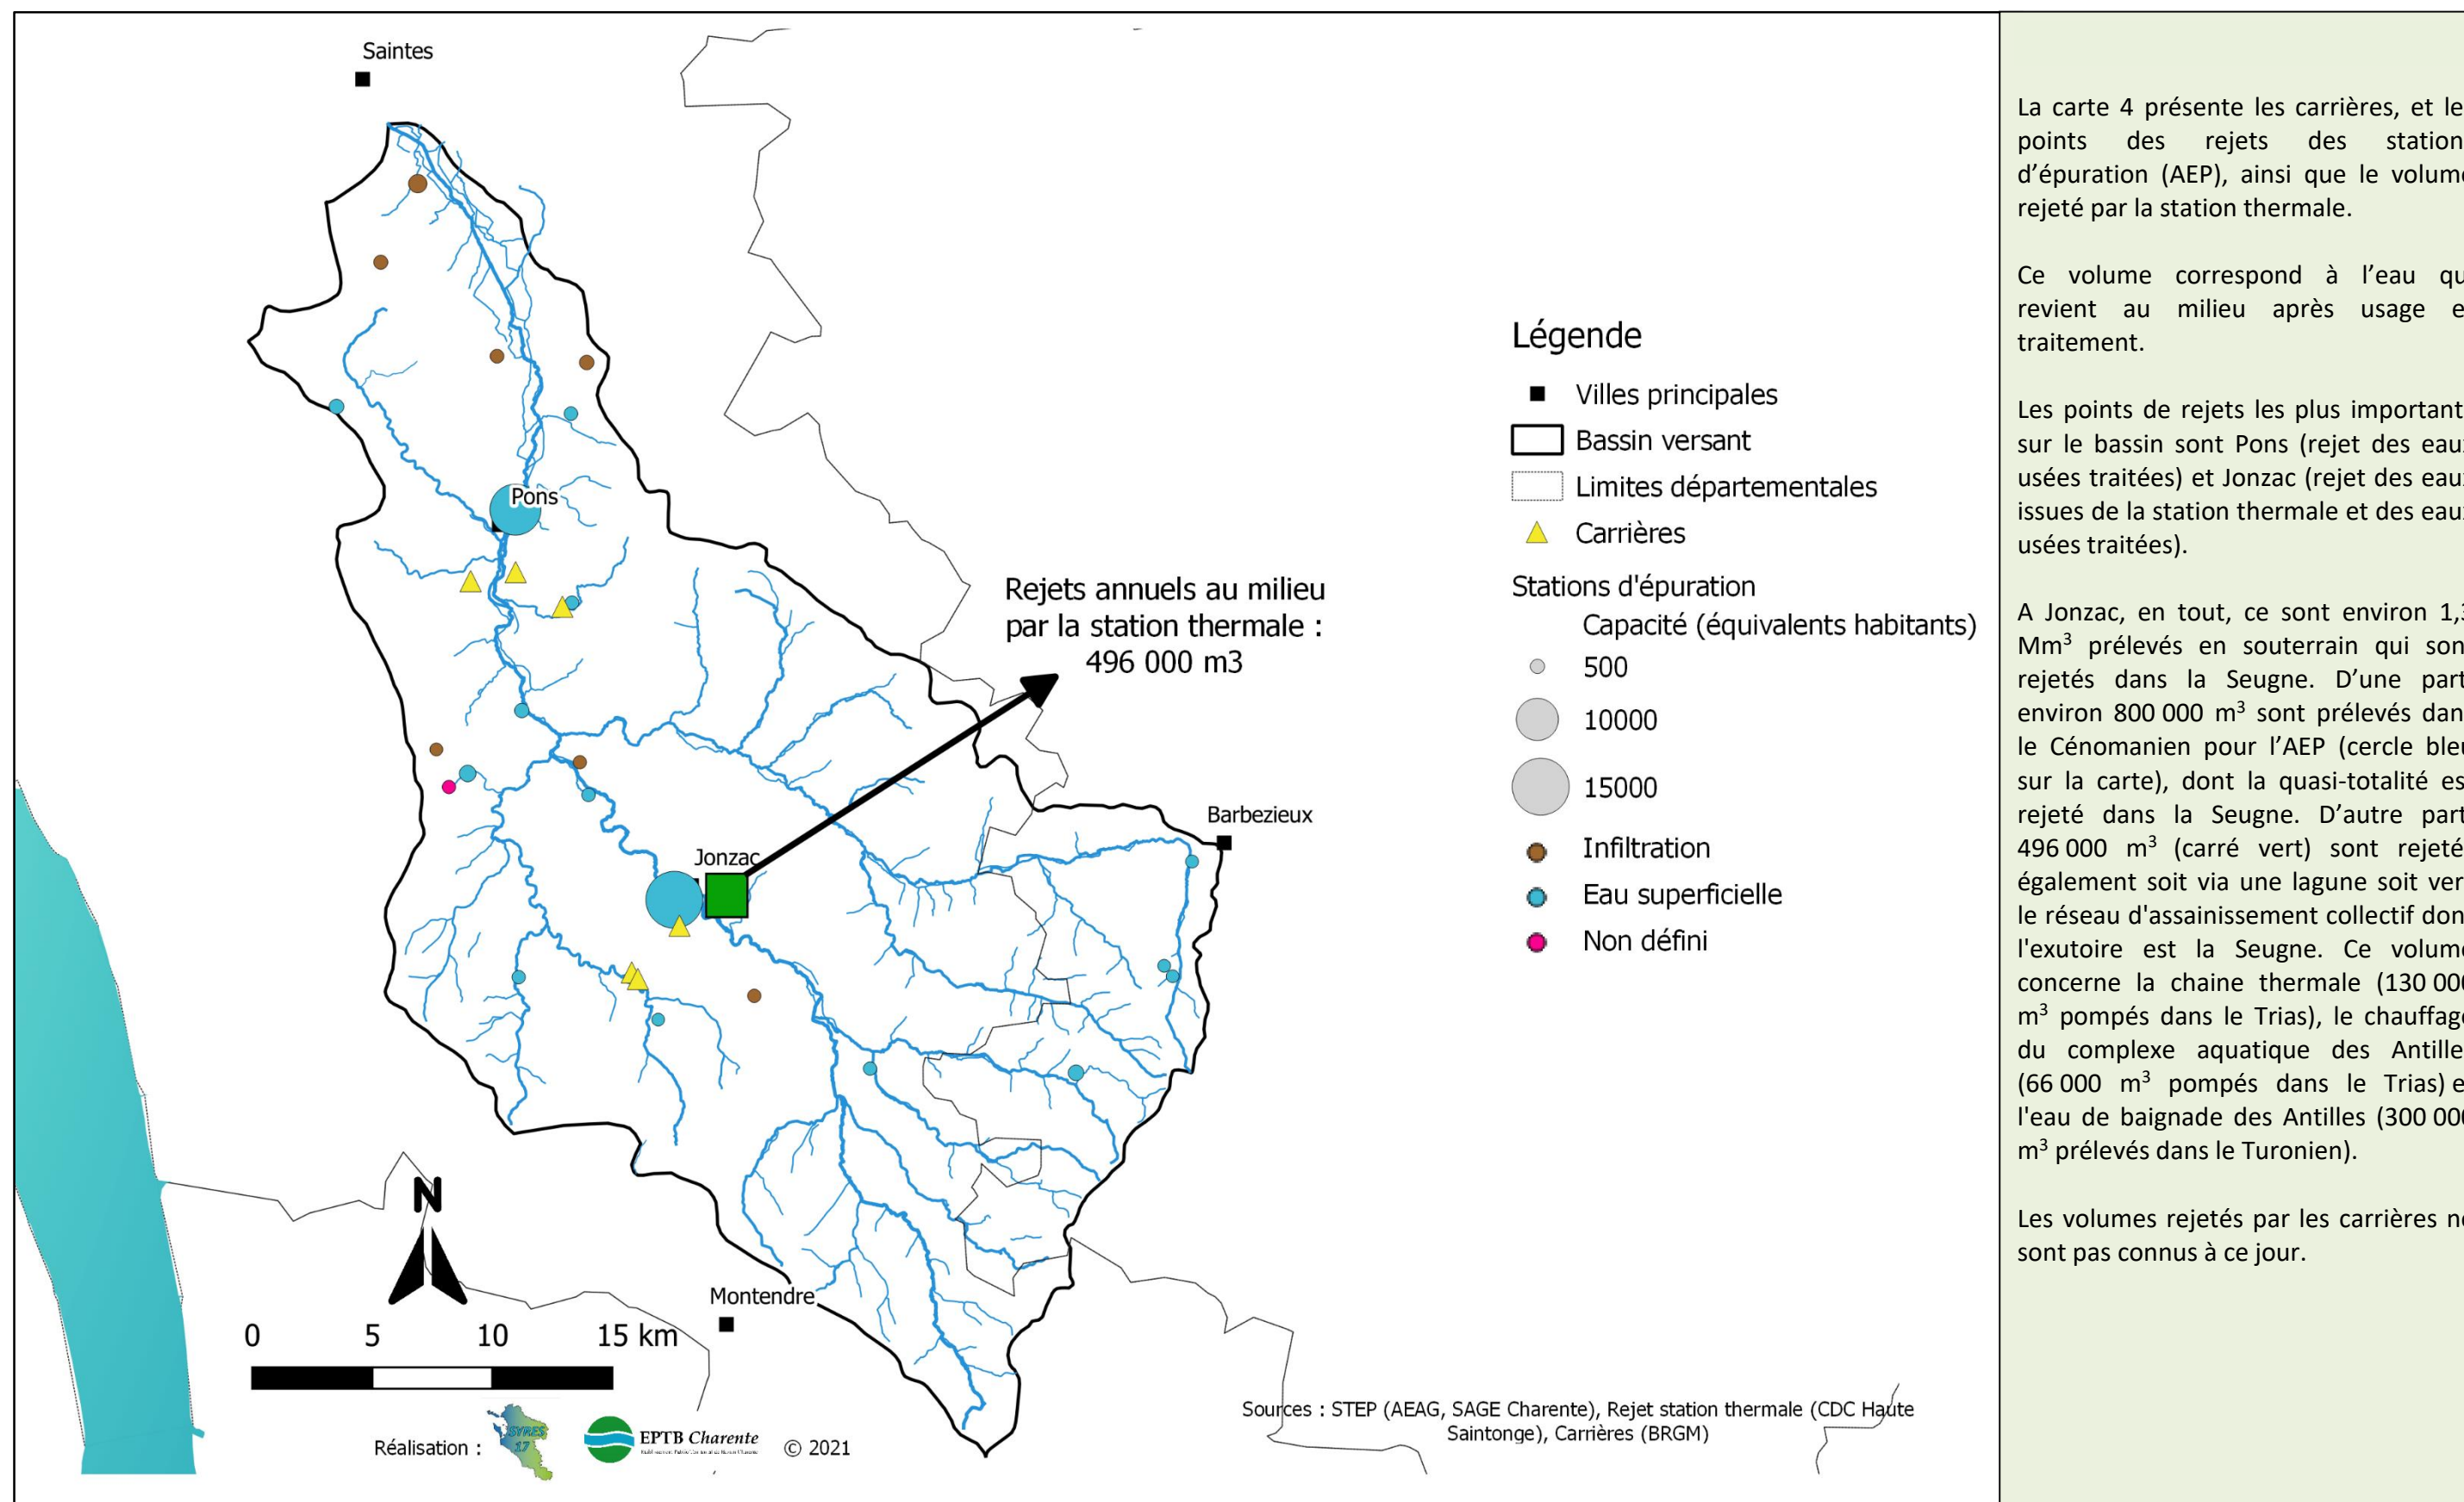 Saintes
Pons
Rejets annuels au milieu
par la station thermale :
496 000 m3
Barbezieux
Jonzac
Montendre
N
0 5 10 15 km
Légende
Villes principales
Bassin versant
Limites départementales
Carrières
Stations d'épuration
Capacité (équivalents habitants)
500
10000
15000
Infiltration
Eau superficielle
Non défini
Réalisation :
SYRES
17
EPTB Charente
© 2021
Sources : STEP (AEAG, SAGE Charente), Rejet station thermale (CDC Haute
Saintonge), Carrières (BRGM)
La carte 4 présente les carrières, et le
points des rejets des station
d’épuration (AEP), ainsi que le volum
rejeté par la station thermale.
Ce volume correspond à l’eau qu
revient au milieu après usage e
traitement.
Les points de rejets les plus important
sur le bassin sont Pons (rejet des eau
usées traitées) et Jonzac (rejet des eau
issues de la station thermale et des eau
usées traitées).
A Jonzac, en tout, ce sont environ 1,3
Mm³ prélevés en souterrain qui son
rejetés dans la Seugne. D’une part
environ 800 000 m³ sont prélevés dan
le Cénomanien pour l’AEP (cercle bleu
sur la carte), dont la quasi-totalité es
rejeté dans la Seugne. D’autre part
496 000 m³ (carré vert) sont rejeté
également soit via une lagune soit ver
le réseau d'assainissement collectif don
l'exutoire est la Seugne. Ce volume
concerne la chaine thermale (130 000
m³ pompés dans le Trias), le chauffage
du complexe aquatique des Antille
(66 000 m³ pompés dans le Trias) e
l'eau de baignade des Antilles (300 000
m³ prélevés dans le Turonien).
Les volumes rejetés par les carrières ne
sont pas connus à ce jour.